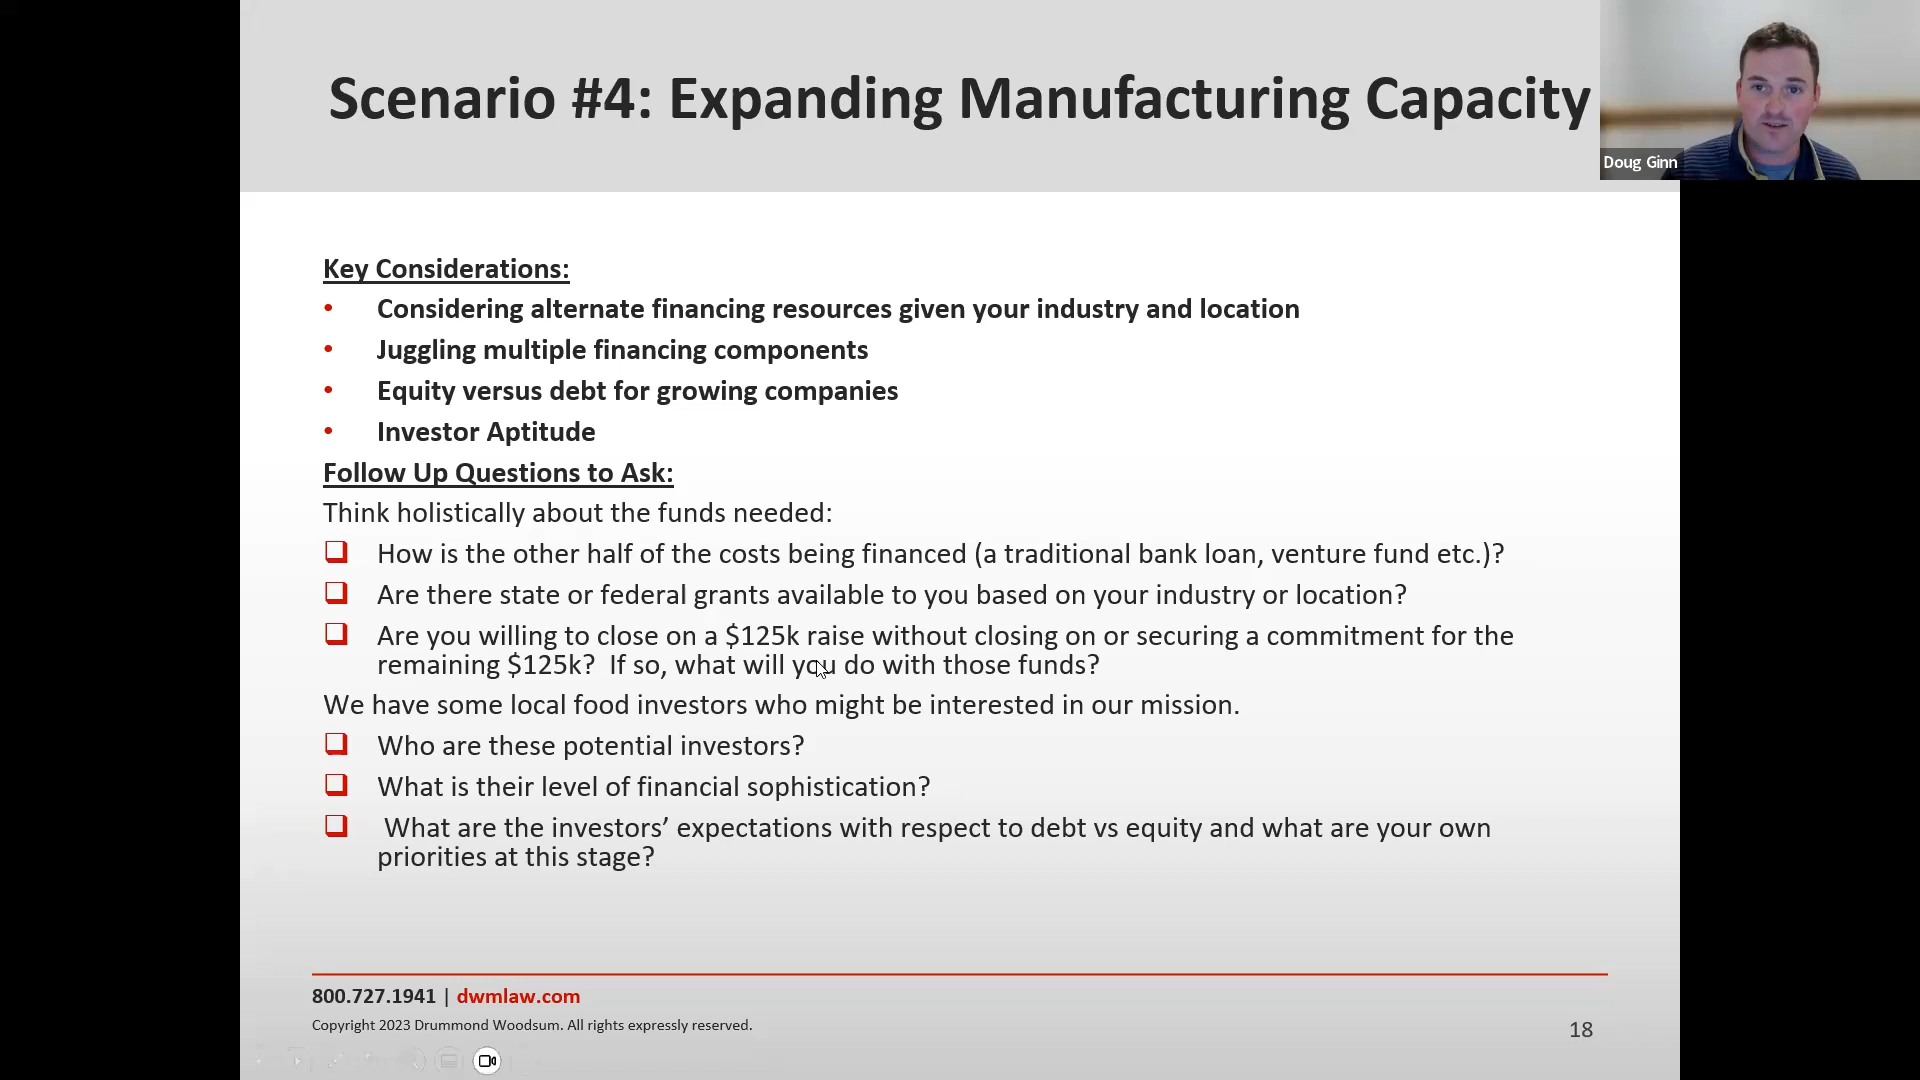 Scenario #4: Expanding Manufacturing Capacity
Doug Ginn
Key Considerations:
• Considering alternate financing resources given your industry and location
• Juggling multiple financing components
• Equity versus debt for growing companies
• Investor Aptitude
Follow Up Questions to Ask:
Think holistically about the funds needed:
❑ How is the other half of the costs being financed (a traditional bank loan, venture fund etc.)?
❑ Are there state or federal grants available to you based on your industry or location?
❑ Are you willing to close on a $125k raise without closing on or securing a commitment for the
remaining $125k? If so, what will you do with those funds?
We have some local food investors who might be interested in our mission.
❑ Who are these potential investors?
❑ What is their level of financial sophistication?
❑ What are the investors’ expectations with respect to debt vs equity and what are your own
priorities at this stage?
800.727.1941 | dwmlaw.com
Copyright 2023 Drummond Woodsum. All rights expressly reserved.
18